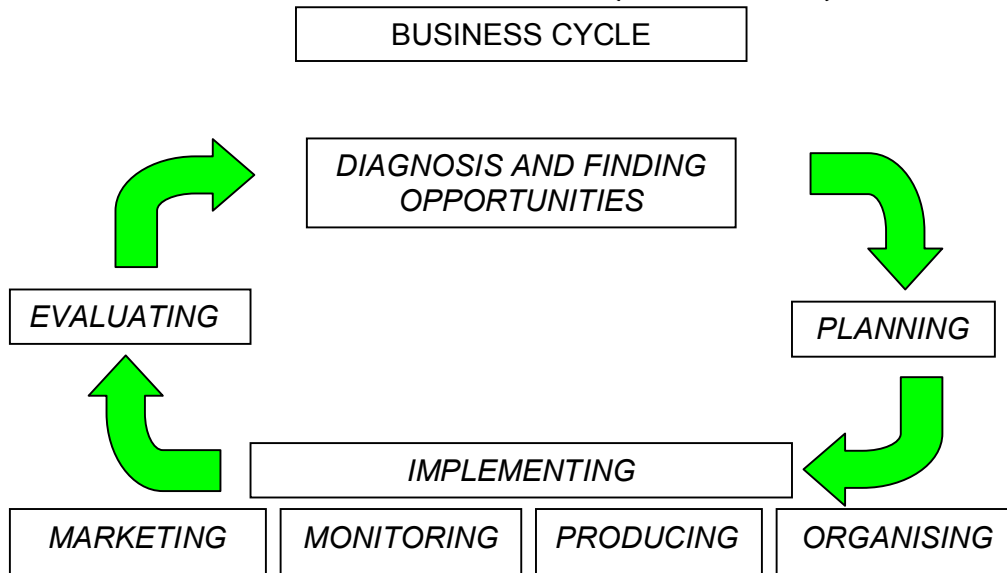 BUSINESS CYCLE
DIAGNOSIS AND FINDING
OPPORTUNITIES
EVALUATING
PLANNING
IMPLEMENTING
MARKETING
MONITORING
PRODUCING
ORGANISING